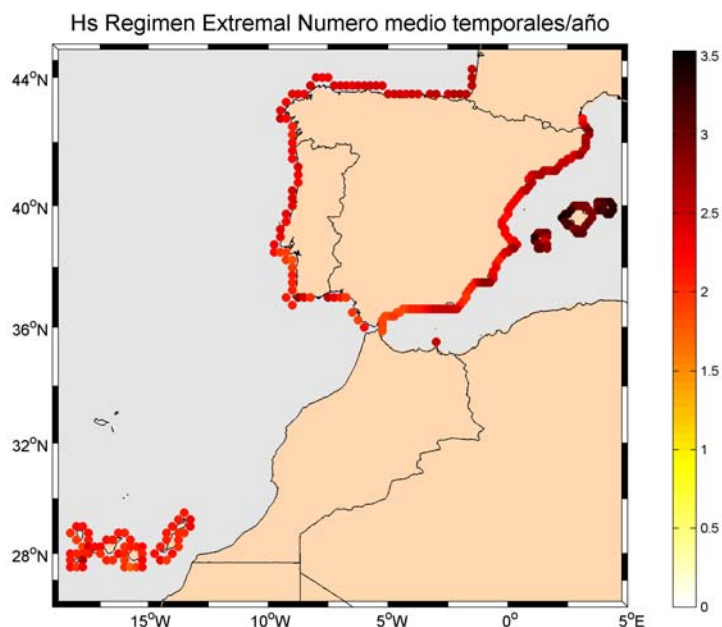 Hs Regimen Extremal Numero medio temporales/año
44°N
40°N
36°N
32°N
28°N
15°W
10°W
5°W
0°
5°E
3.5
3
2.5
2
1.5
1
0.5
0